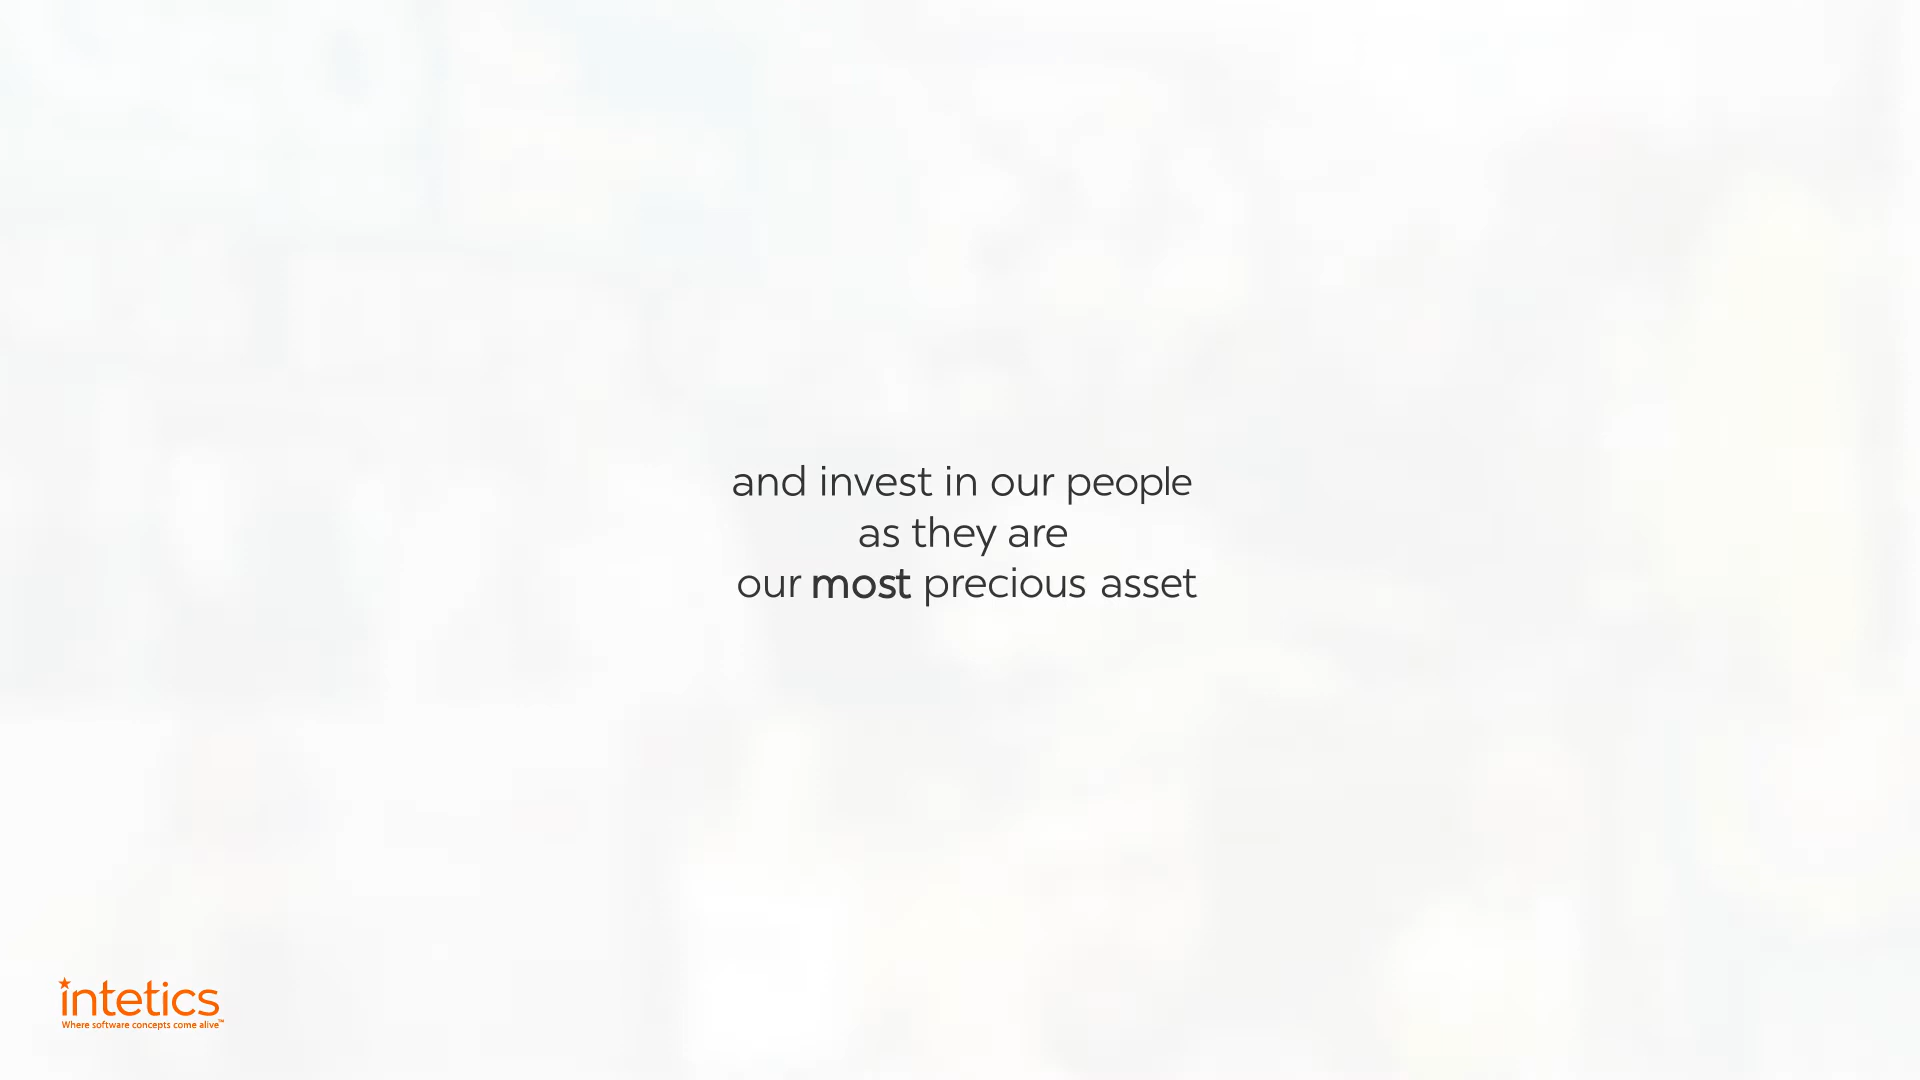 and invest in our people
as they are
our most precious asset
intetics
Where software concepts come alive™